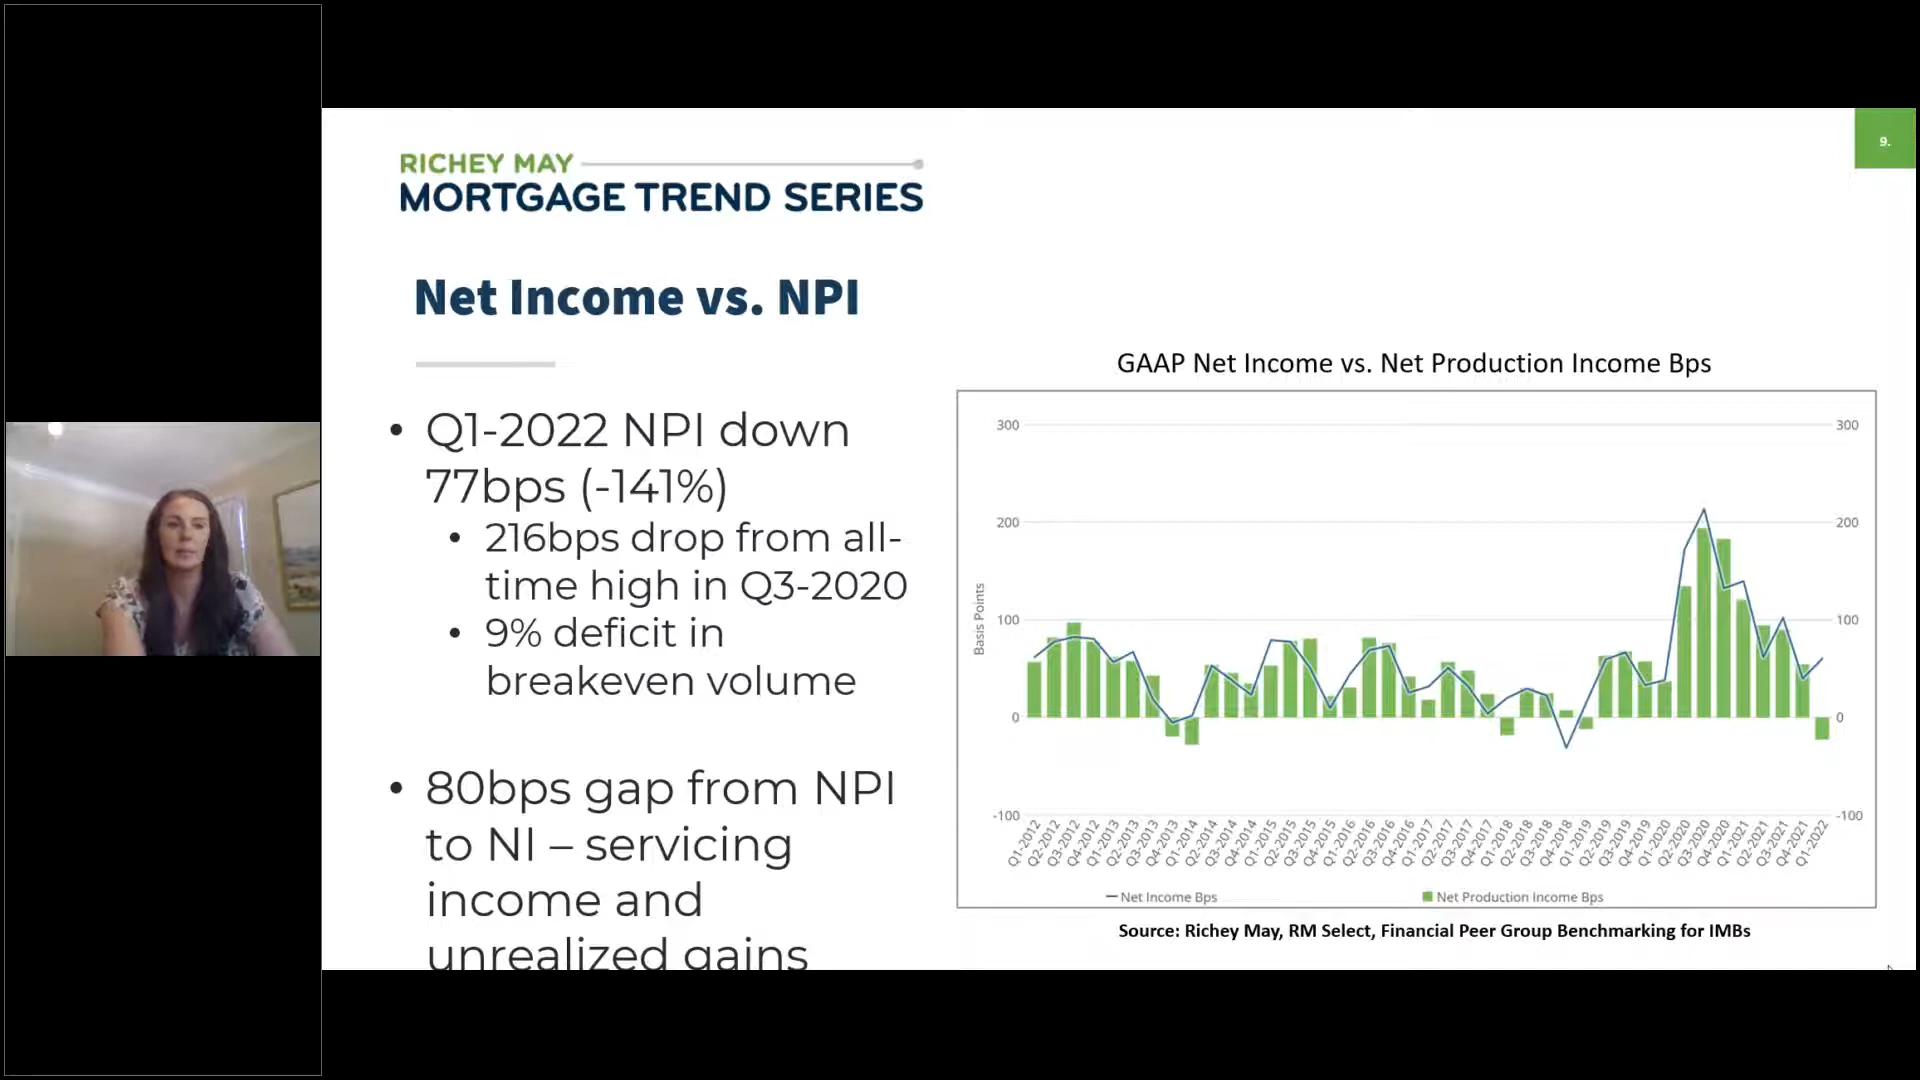 9.
RICHEY MAY
MORTGAGE TREND SERIES
Net Income vs. NPI
• Q1-2022 NPI down
77bps (-141%)
• 216bps drop from all-
time high in Q3-2020
• 9% deficit in
breakeven volume
• 80bps gap from NPI
to NI – servicing
income and
unrealized gains
GAAP Net Income vs. Net Production Income Bps
300 300
200 200
100 100
0 0
-100 -100
Basis Points
Q1-2012 Q2-2012 Q3-2012 Q4-2012 Q1-2013 Q2-2013 Q3-2013 Q4-2013 Q1-2014 Q2-2014 Q3-2014 Q4-2014 Q1-2015 Q2-2015 Q3-2015 Q4-2015 Q1-2016 Q2-2016 Q3-2016 Q4-2016 Q1-2017 Q2-2017 Q3-2017 Q4-2017 Q1-2018 Q2-2018 Q3-2018 Q4-2018 Q1-2019 Q2-2019 Q3-2019 Q4-2019 Q1-2020 Q2-2020 Q3-2020 Q4-2020 Q1-2021 Q2-2021 Q3-2021 Q4-2021 Q1-2022
Net Income Bps Net Production Income Bps
Source: Richey May, RM Select, Financial Peer Group Benchmarking for IMBs